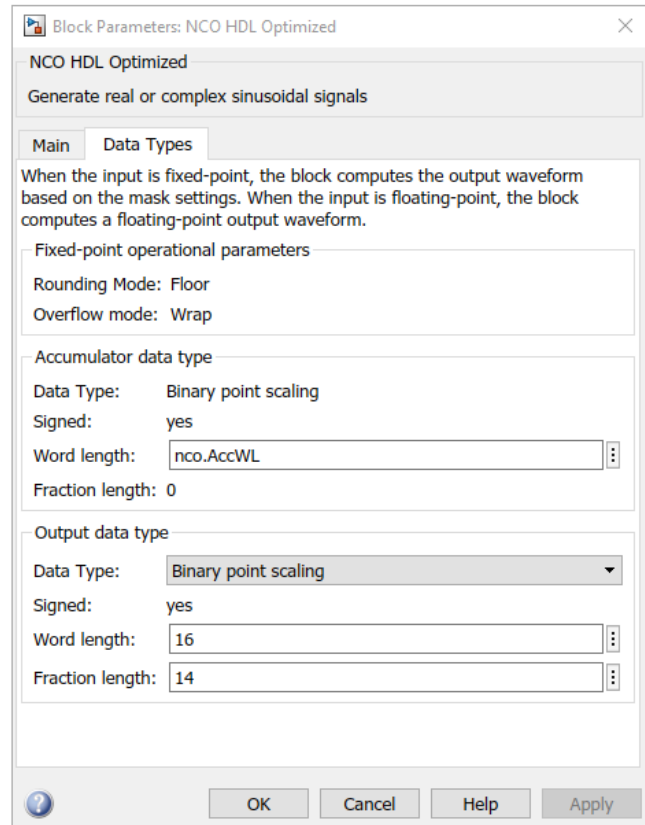 Block Parameters: NCO HDL Optimized
NCO HDL Optimized
Generate real or complex sinusoidal signals
Main Data Types
When the input is fixed-point, the block computes the output waveform
based on the mask settings. When the input is floating-point, the block
computes a floating-point output waveform.
Fixed-point operational parameters
Rounding Mode: Floor
Overflow mode: Wrap
Accumulator data type
Data Type: Binary point scaling
Signed: yes
Word length: nco.AccWL
Fraction length: 0
Output data type
Data Type: Binary point scaling
Signed: yes
Word length: 16
Fraction length: 14
? OK Cancel Help Apply